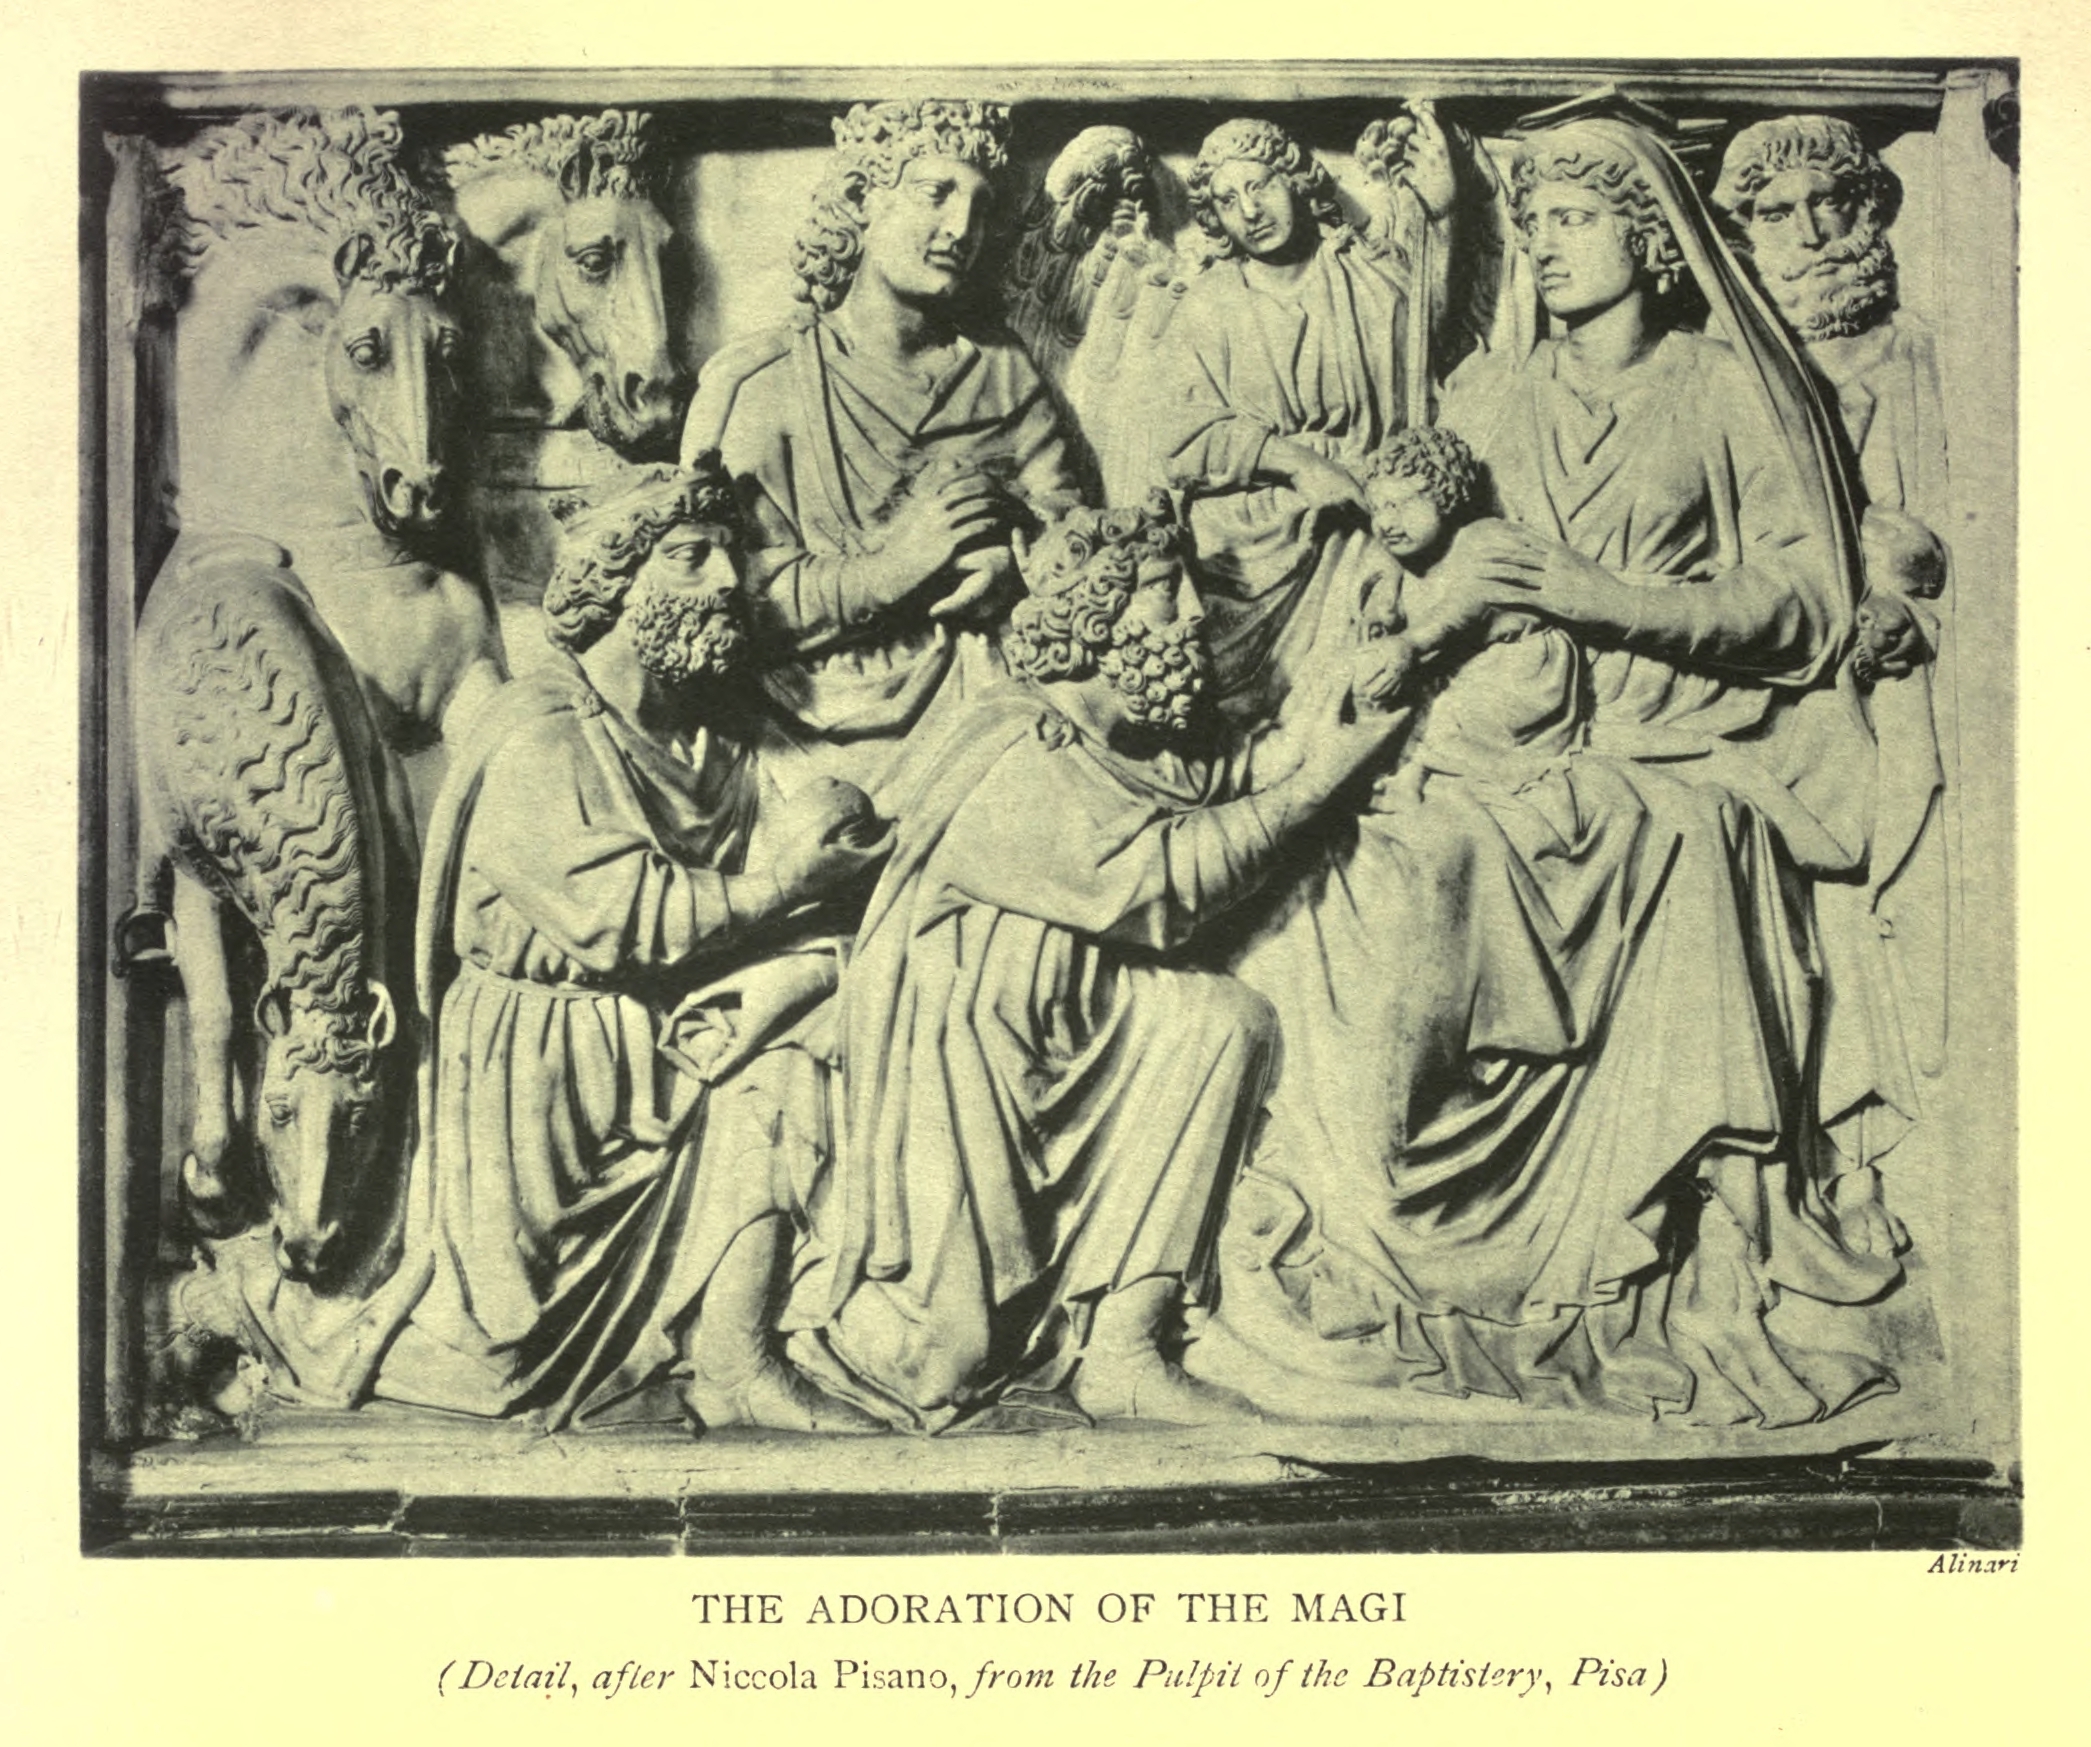 Alinari
THE ADORATION OF THE MAGI
(Detail, after Niccola Pisano, from the Pulpit of the Baptistery, Pisa)